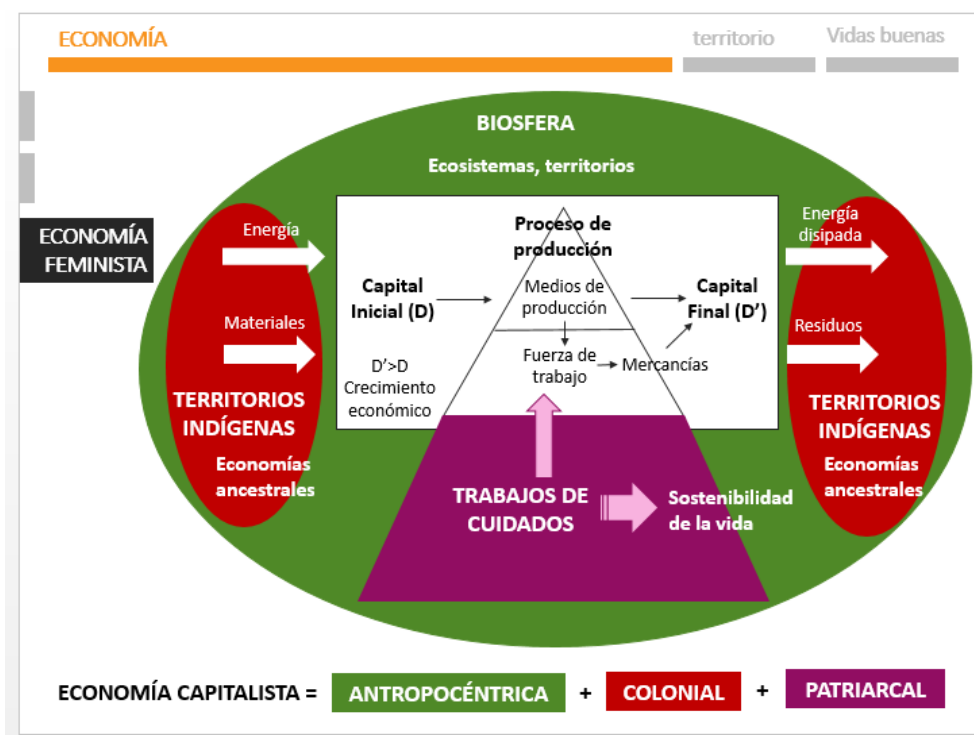 ECONOMÍA
territorio
Vidas buenas
BIOSFERA
Ecosistemas, territorios
ECONOMÍA
FEMINISTA
Energía
Materiales
TERRITORIOS
INDÍGENAS
Economías
ancestrales
Capital
Inicial (D)
D'>D
Crecimiento
económico
Proceso de
producción
Medios de
producción
Fuerza de
trabajo
Mercancías
Capital
Final (D’)
TRABAJOS DE
CUIDADOS
Sostenibilidad
de la vida
Energía
disipada
Residuos
TERRITORIOS
INDÍGENAS
Economías
ancestrales
ECONOMÍA CAPITALISTA = ANTROPOCÉNTRICA + COLONIAL + PATRIARCAL